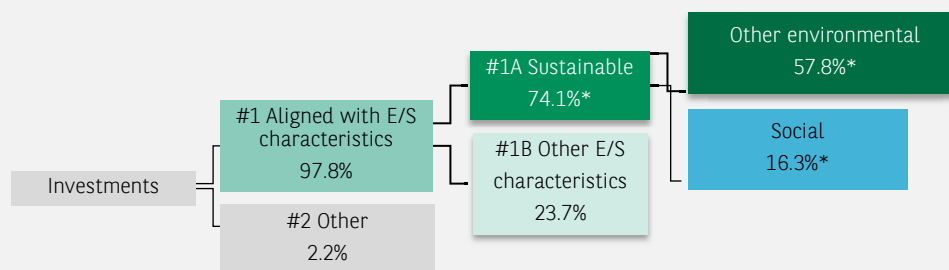 Investments
#1 Aligned with E/S
characteristics
97.8%
#2 Other
2.2%
#1A Sustainable
74.1%*
#1B Other E/S
characteristics
23.7%
Other environmental
57.8%*
Social
16.3%*